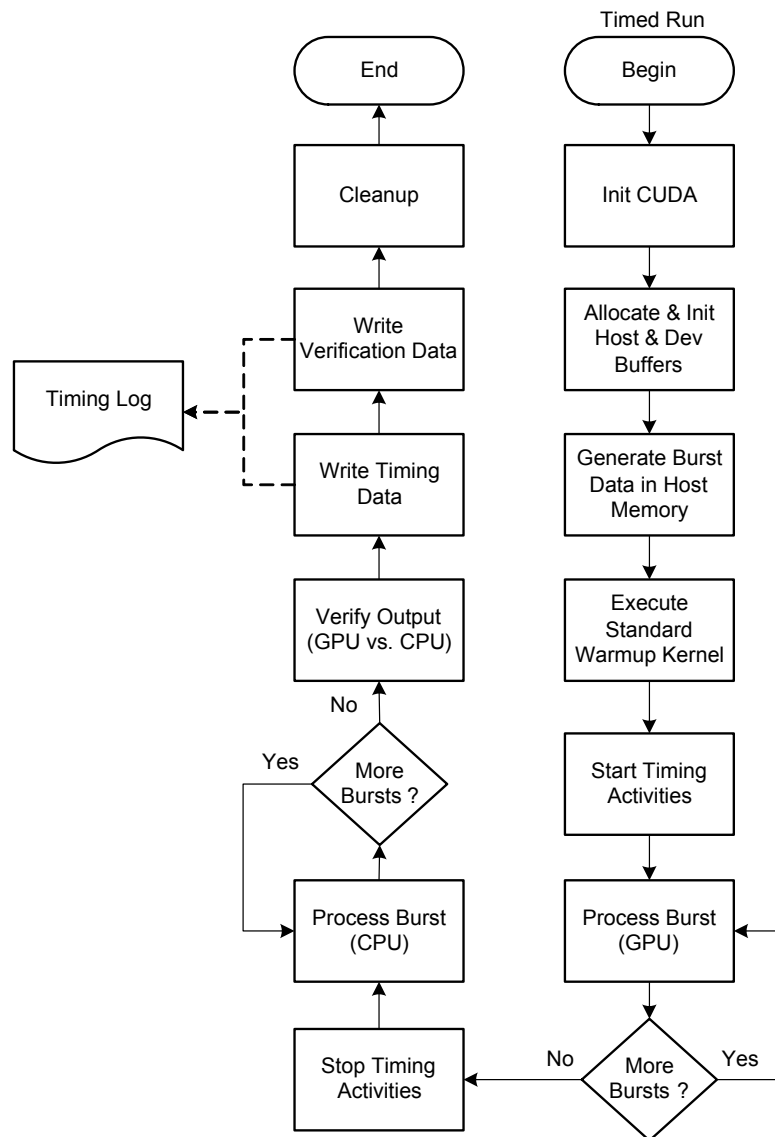 Timed Run
Begin
Init CUDA
Allocate & Init
Host & Dev
Buffers
Generate Burst
Data in Host
Memory
Execute
Standard
Warmup Kernel
Start Timing
Activities
Process Burst
(GPU)
More
Bursts ?
Yes
No
Stop Timing
Activities
Process Burst
(CPU)
More
Bursts ?
Yes
No
Verify Output
(GPU vs. CPU)
Write Timing
Data
Write
Verification Data
Timing Log
Cleanup
End